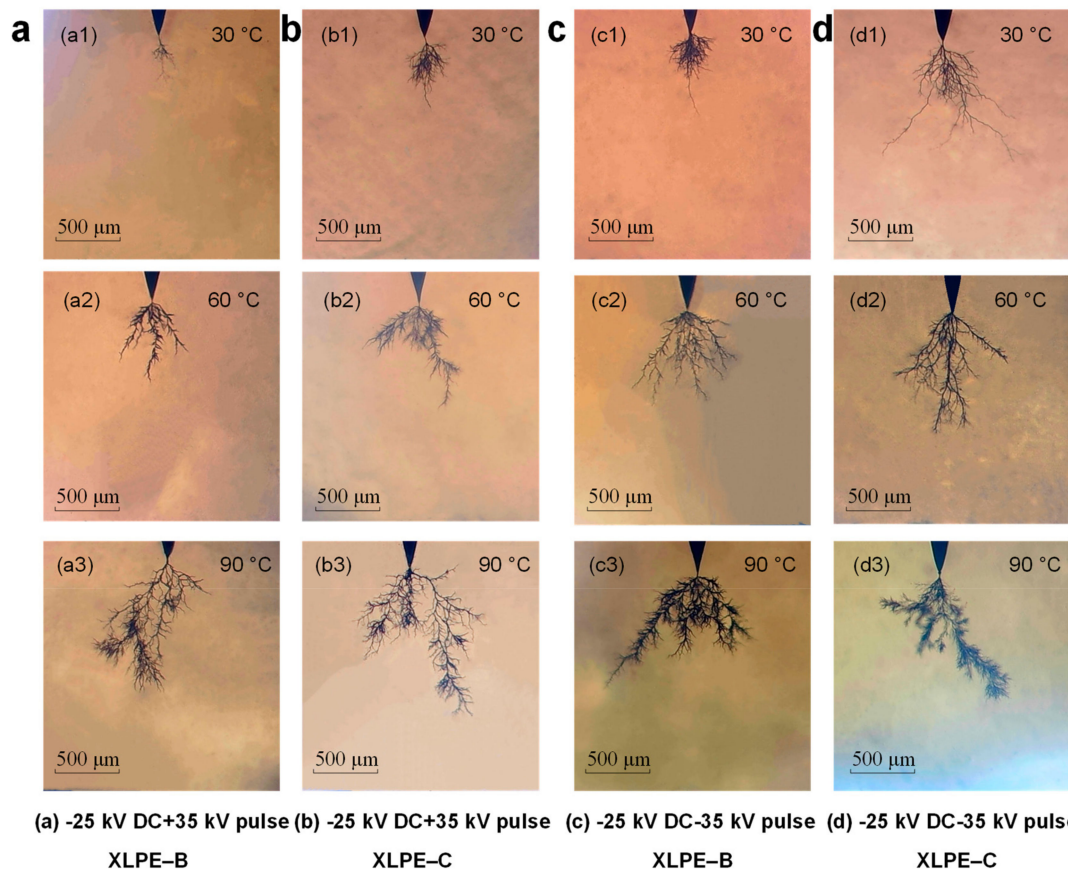 a b c d
(a1) 30 °C (b1) 30 °C (c1) 30 °C (d1) 30 °C
500 μm 500 μm 500 μm 500 μm
(a2) 60 °C (b2) 60 °C (c2) 60 °C (d2) 60 °C
500 μm 500 μm 500 μm 500 μm
(a3) 90 °C (b3) 90 °C (c3) 90 °C (d3) 90 °C
500 μm 500 μm 500 μm 500 μm
(a) -25 kV DC+35 kV pulse (b) -25 kV DC+35 kV pulse (c) -25 kV DC-35 kV pulse (d) -25 kV DC-35 kV pulse
XLPE–B XLPE–C XLPE–B XLPE–C